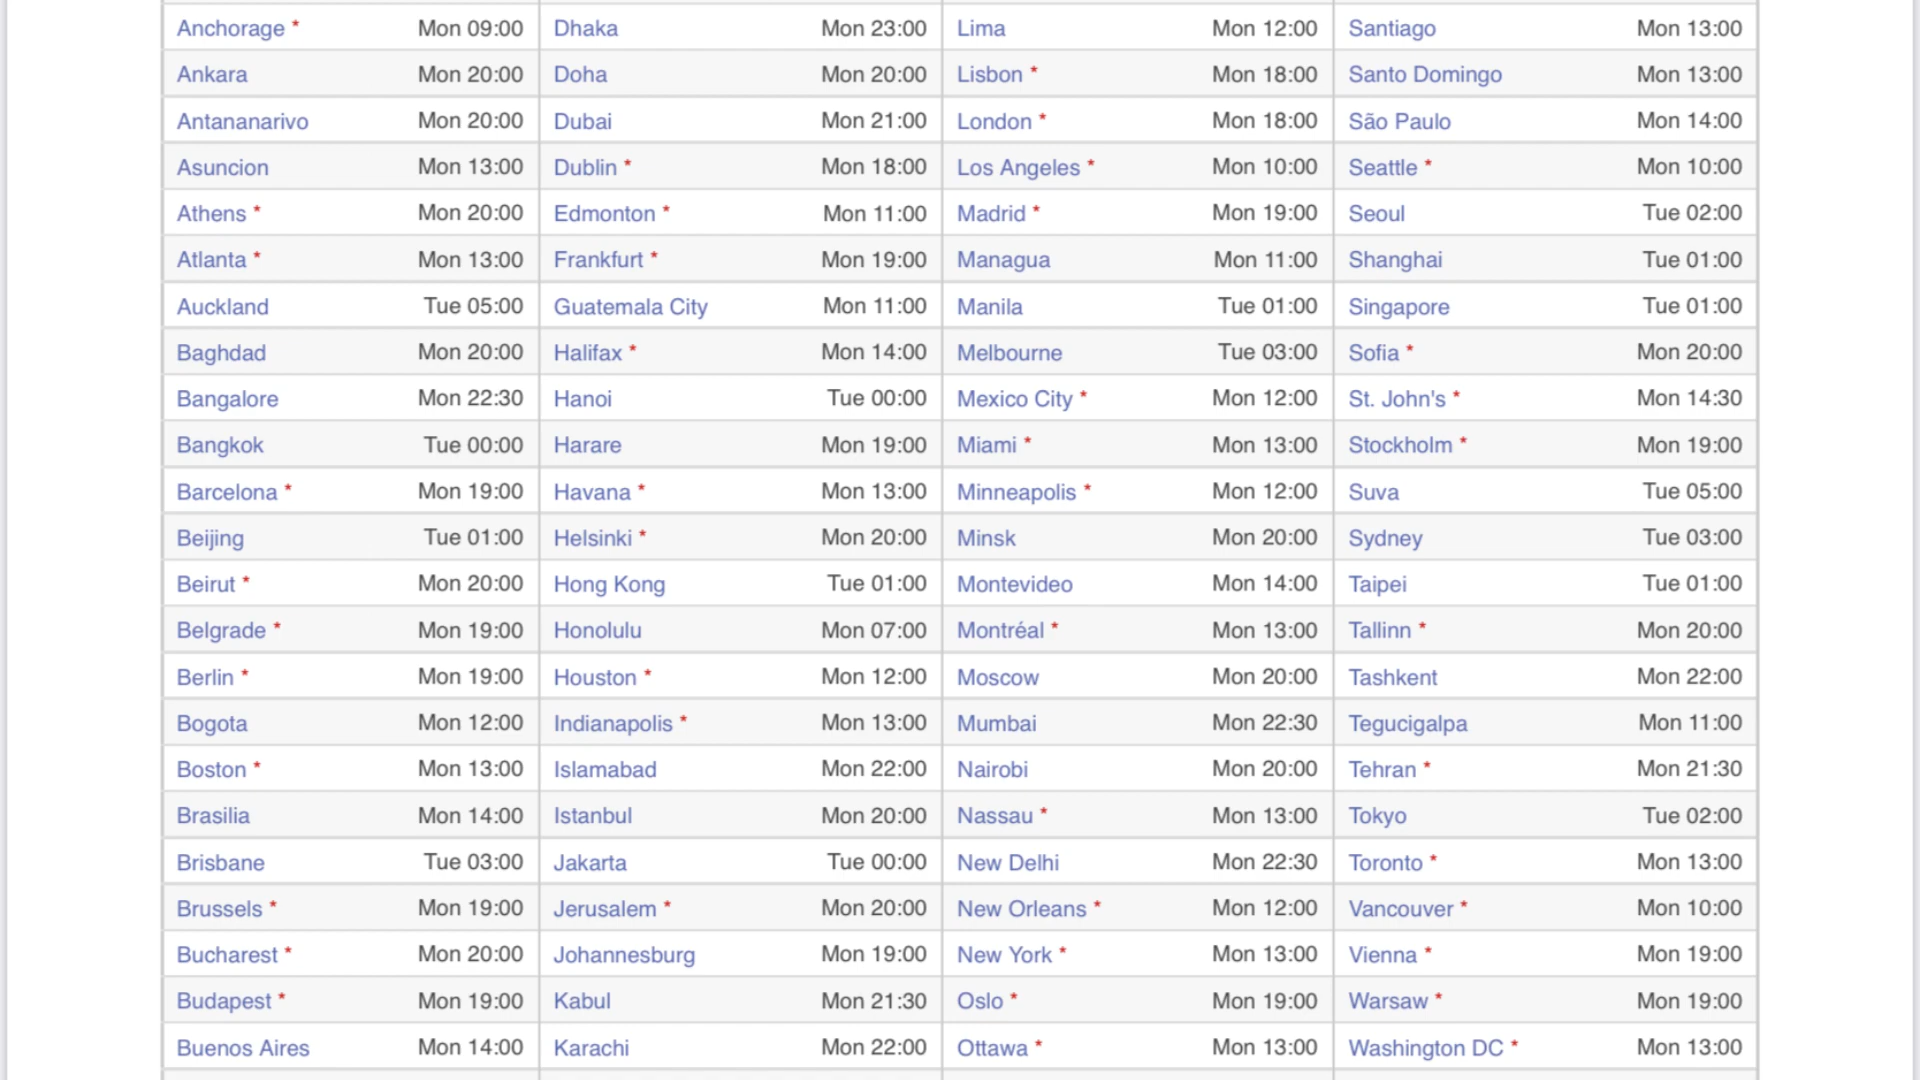 Anchorage * Mon 09:00 Dhaka Mon 23:00 Lima Mon 12:00 Santiago Mon 13:00
Ankara Mon 20:00 Doha Mon 20:00 Lisbon * Mon 18:00 Santo Domingo Mon 13:00
Antananarivo Mon 20:00 Dubai Mon 21:00 London * Mon 18:00 São Paulo Mon 14:00
Asuncion Mon 13:00 Dublin * Mon 18:00 Los Angeles * Mon 10:00 Seattle * Mon 10:00
Athens * Mon 20:00 Edmonton * Mon 11:00 Madrid * Mon 19:00 Seoul Tue 02:00
Atlanta * Mon 13:00 Frankfurt * Mon 19:00 Managua Mon 11:00 Shanghai Tue 01:00
Auckland Tue 05:00 Guatemala City Mon 11:00 Manila Tue 01:00 Singapore Tue 01:00
Baghdad Mon 20:00 Halifax * Mon 14:00 Melbourne Tue 03:00 Sofia * Mon 20:00
Bangalore Mon 22:30 Hanoi Tue 00:00 Mexico City * Mon 12:00 St. John's * Mon 14:30
Bangkok Tue 00:00 Harare Mon 19:00 Miami * Mon 13:00 Stockholm * Mon 19:00
Barcelona * Mon 19:00 Havana * Mon 13:00 Minneapolis * Mon 12:00 Suva Tue 05:00
Beijing Tue 01:00 Helsinki * Mon 20:00 Minsk Mon 20:00 Sydney Tue 03:00
Beirut * Mon 20:00 Hong Kong Tue 01:00 Montevideo Mon 14:00 Taipei Tue 01:00
Belgrade * Mon 19:00 Honolulu Mon 07:00 Montréal * Mon 13:00 Tallinn * Mon 20:00
Berlin * Mon 19:00 Houston * Mon 12:00 Moscow Mon 20:00 Tashkent Mon 22:00
Bogota Mon 12:00 Indianapolis * Mon 13:00 Mumbai Mon 22:30 Tegucigalpa Mon 11:00
Boston * Mon 13:00 Islamabad Mon 22:00 Nairobi Mon 20:00 Tehran * Mon 21:30
Brasilia Mon 14:00 Istanbul Mon 20:00 Nassau * Mon 13:00 Tokyo Tue 02:00
Brisbane Tue 03:00 Jakarta Tue 00:00 New Delhi Mon 22:30 Toronto * Mon 13:00
Brussels * Mon 19:00 Jerusalem * Mon 20:00 New Orleans * Mon 12:00 Vancouver * Mon 10:00
Bucharest * Mon 20:00 Johannesburg Mon 19:00 New York * Mon 13:00 Vienna * Mon 19:00
Budapest * Mon 19:00 Kabul Mon 21:30 Oslo * Mon 19:00 Warsaw * Mon 19:00
Buenos Aires Mon 14:00 Karachi Mon 22:00 Ottawa * Mon 13:00 Washington DC * Mon 13:00